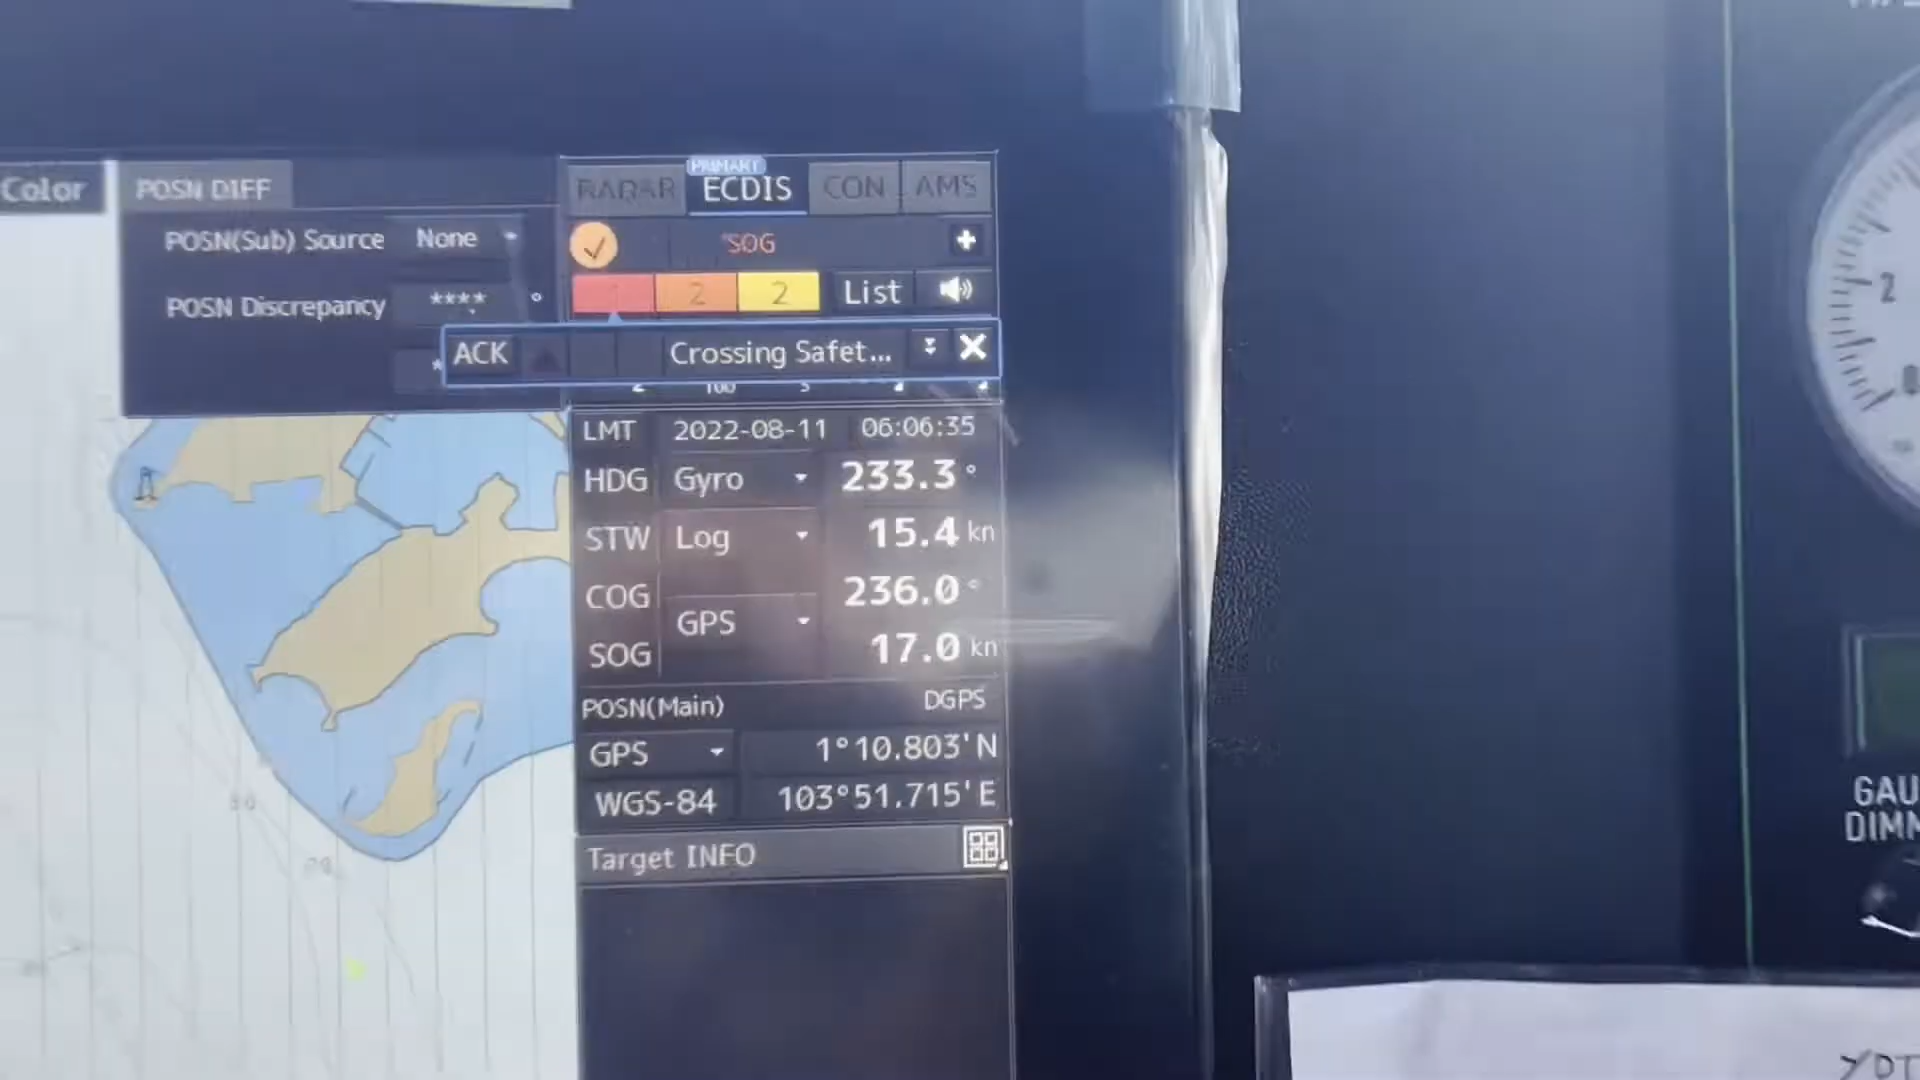 Color
POSN DIFF
POSN(Sub) Source None
POSN Discrepancy ****
°
PRIMARY
RADAR ECDIS CON AMS
SOG +
2 2 List
ACK Crossing Safet...
LMT 2022-08-11 06:06:35
HDG Gyro 233.3 °
STW Log 15.4 kn
COG 236.0 °
GPS
SOG 17.0 kn
POSN(Main) DGPS
GPS 1°10.803'N
WGS-84 103°51.715'E
Target INFO
2
0
GAU
DIMM